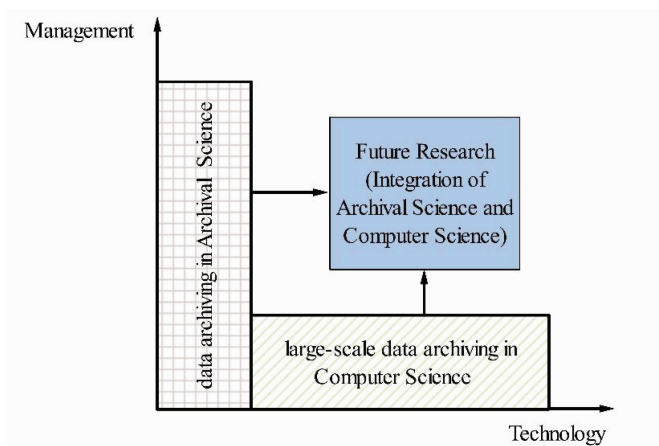 Management
data archiving in Archival Science
Future Research
(Integration of
Archival Science and
Computer Science)
large-scale data archiving in
Computer Science
Technology